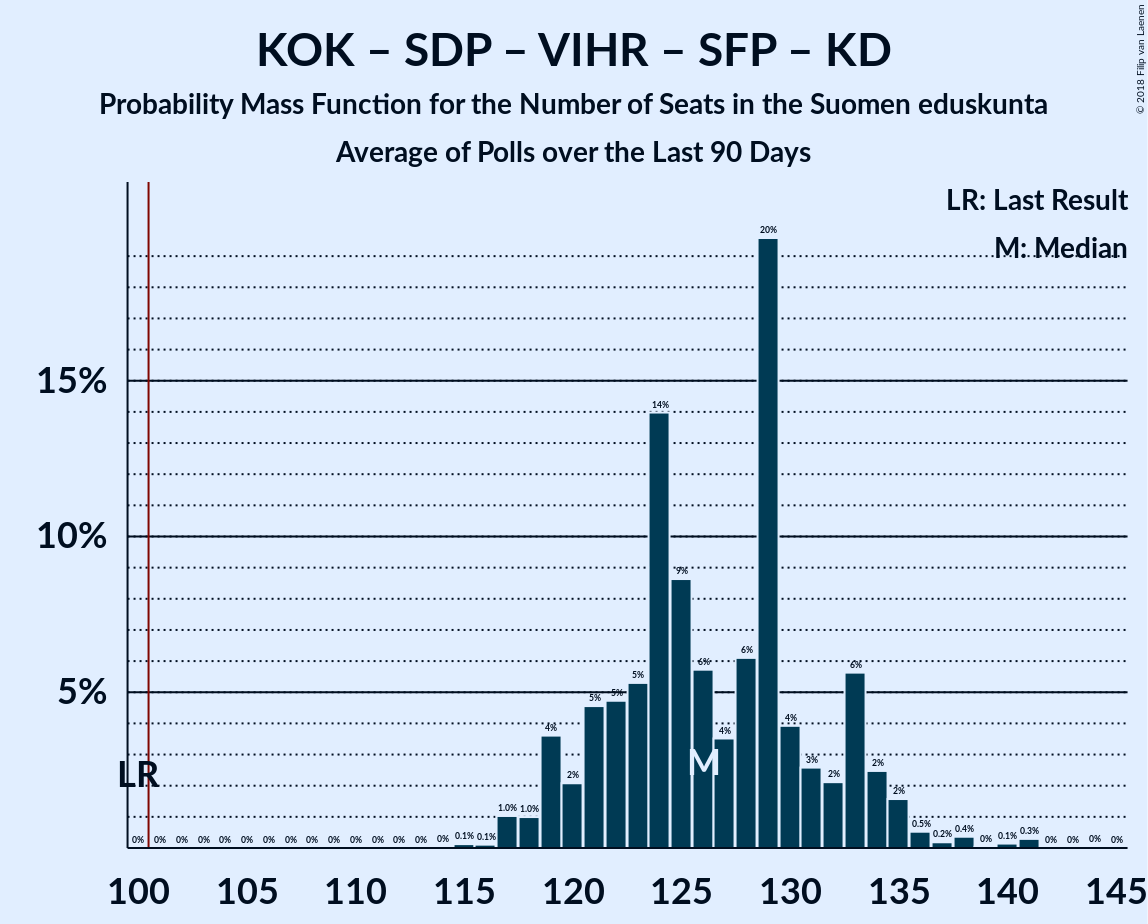 © 2018 Filip van Laenen
KOK – SDP – VIHR – SFP – KD
Probability Mass Function for the Number of Seats in the Suomen eduskunta
Average of Polls over the Last 90 Days
LR: Last Result
M: Median
15%
10%
5%
LR
M
0% 0% 0% 0% 0% 0% 0% 0% 0% 0% 0% 0% 0% 0% 0% 0.1% 0.1% 1.0% 1.0% 4% 2% 5% 5% 5% 14% 9% 6% 4% 6% 20% 4% 3% 2% 6% 2% 2% 0.5% 0.2% 0.4% 0% 0.1% 0.3% 0% 0% 0% 0%
100 105 110 115 120 125 130 135 140 145